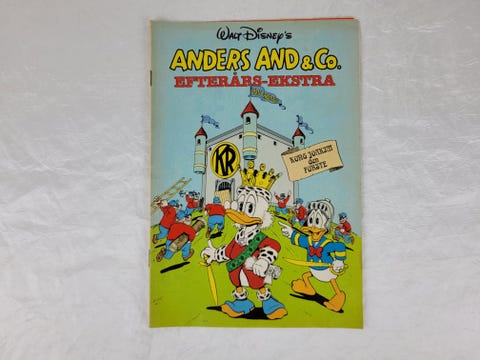 WALT DISNEY'S
ANDERS AND & CO.
EFTERÅRS-EKSTRA
KR
KONG JOAKIM
den
FØRSTE